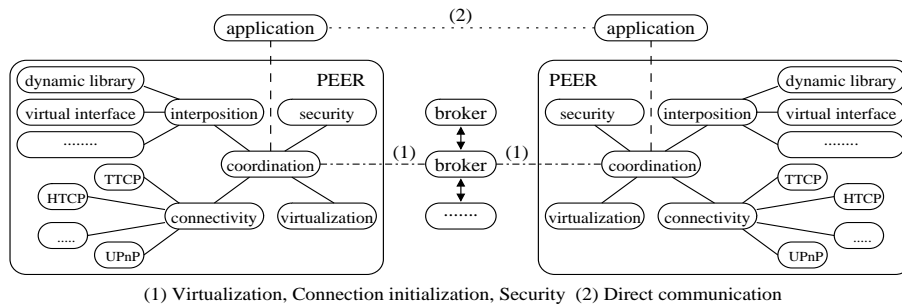 (2)
application application
PEER PEER
dynamic library dynamic library
virtual interface interposition security broker security interposition virtual interface
........ ........
(1) (1)
coordination broker coordination
TTCP TTCP
HTCP HTCP
connectivity virtualization ....... virtualization connectivity
..... .....
UPnP UPnP
(1) Virtualization, Connection initialization, Security (2) Direct communication